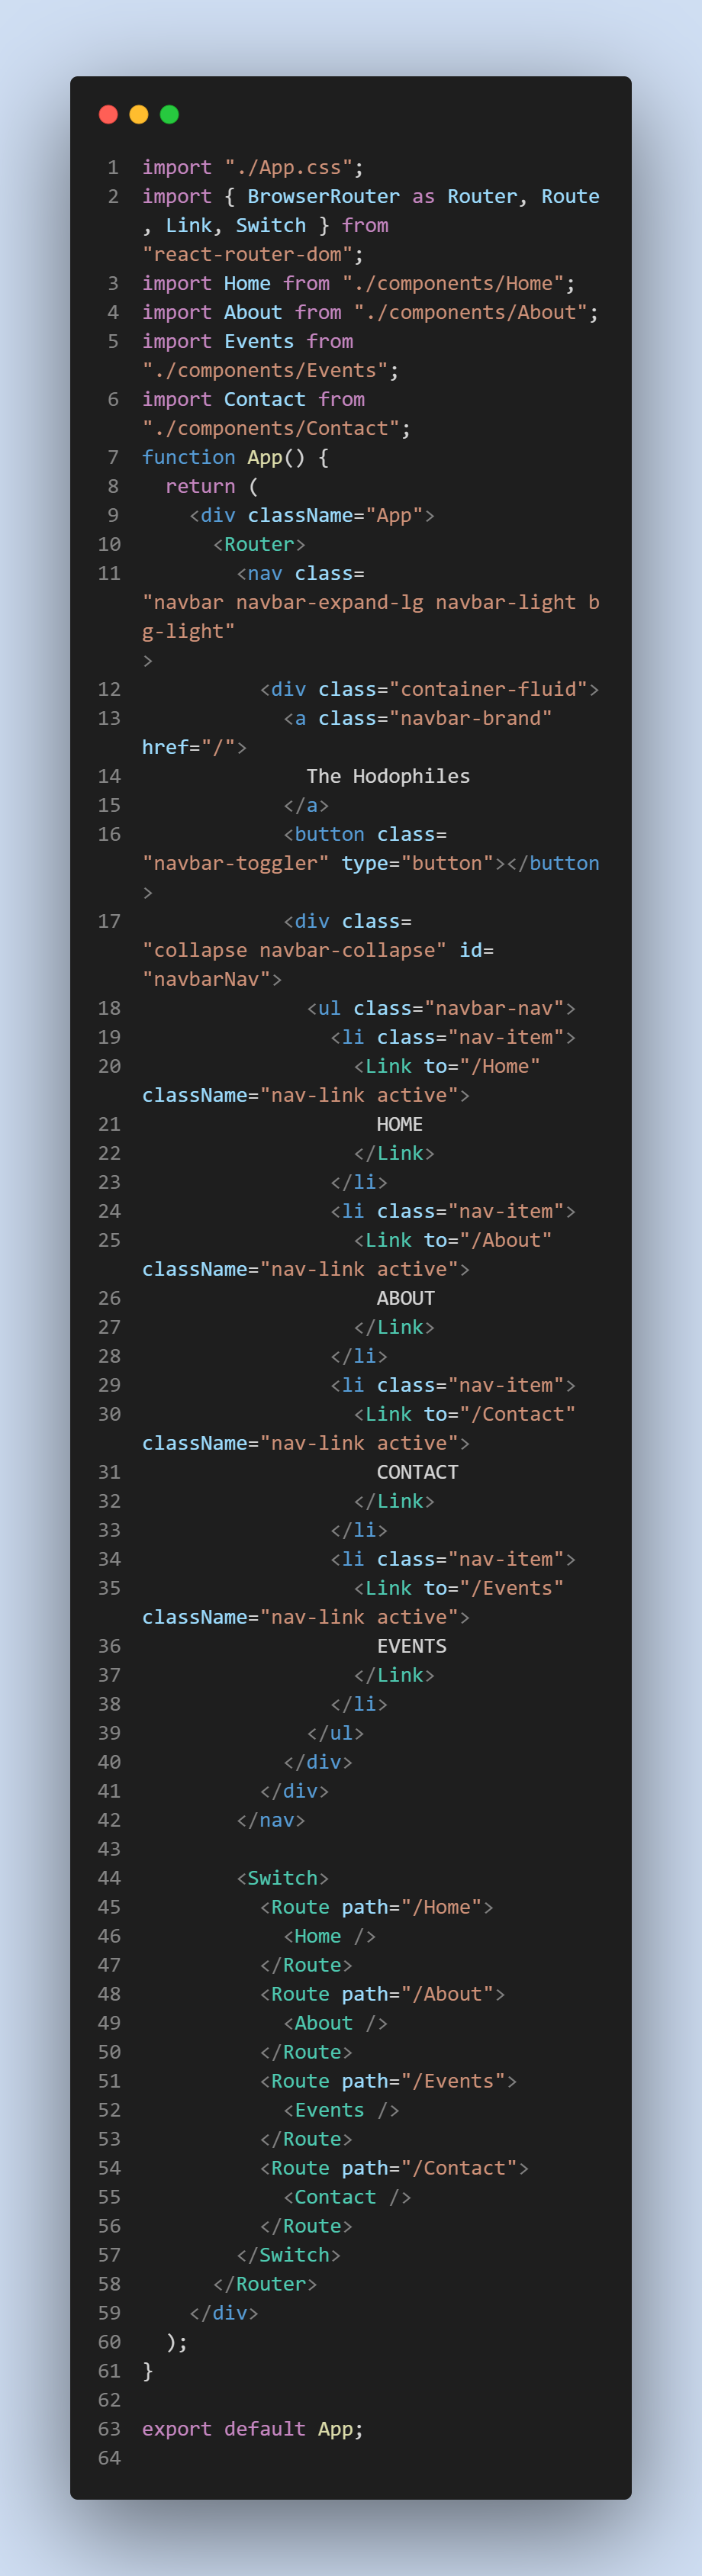 1 import "./App.css";
2 import { BrowserRouter as Router, Route
, Link, Switch } from
"react-router-dom";
3 import Home from "./components/Home";
4 import About from "./components/About";
5 import Events from
"./components/Events";
6 import Contact from
"./components/Contact";
7 function App() {
8   return (
9     <div className="App">
10       <Router>
11         <nav class=
"navbar navbar-expand-lg navbar-light b
g-light"
>
12           <div class="container-fluid">
13             <a class="navbar-brand"
href="/">
14               The Hodophiles
15             </a>
16             <button class=
"navbar-toggler" type="button"></button
>
17             <div class=
"collapse navbar-collapse" id=
"navbarNav">
18               <ul class="navbar-nav">
19                 <li class="nav-item">
20                   <Link to="/Home"
className="nav-link active">
21                     HOME
22                   </Link>
23                 </li>
24                 <li class="nav-item">
25                   <Link to="/About"
className="nav-link active">
26                     ABOUT
27                   </Link>
28                 </li>
29                 <li class="nav-item">
30                   <Link to="/Contact"
className="nav-link active">
31                     CONTACT
32                   </Link>
33                 </li>
34                 <li class="nav-item">
35                   <Link to="/Events"
className="nav-link active">
36                     EVENTS
37                   </Link>
38                 </li>
39               </ul>
40             </div>
41           </div>
42         </nav>
43
44         <Switch>
45           <Route path="/Home">
46             <Home />
47           </Route>
48           <Route path="/About">
49             <About />
50           </Route>
51           <Route path="/Events">
52             <Events />
53           </Route>
54           <Route path="/Contact">
55             <Contact />
56           </Route>
57         </Switch>
58       </Router>
59     </div>
60   );
61 }
62
63 export default App;
64